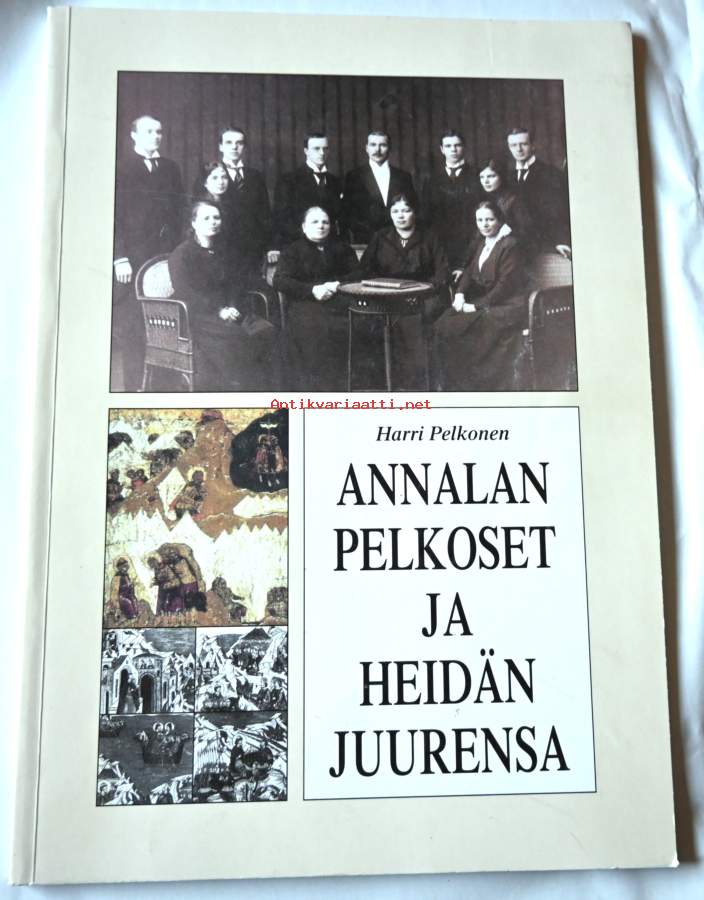 Antikvariaatti.net
Harri Pelkonen
ANNALAN
PELKOSET
JA
HEIDÄN
JUURENSA